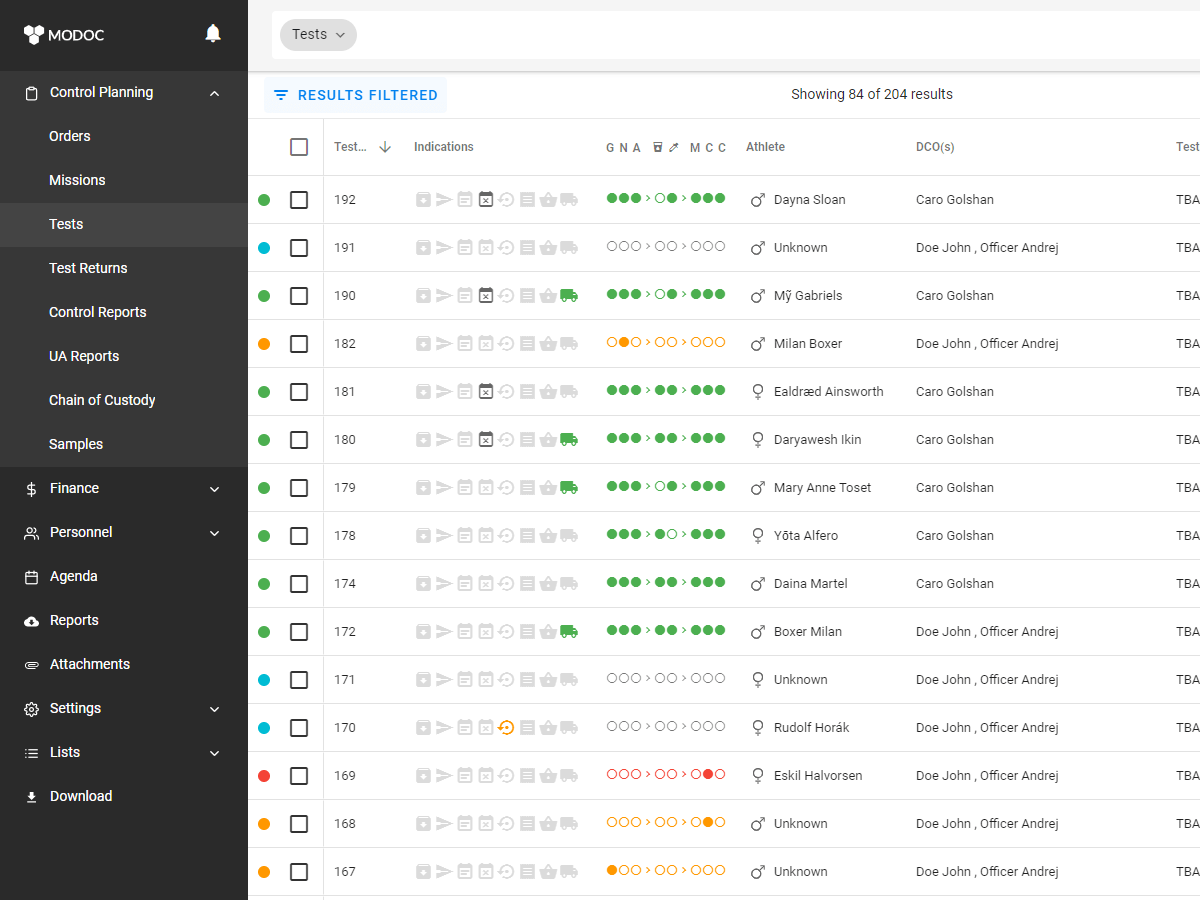 MODOC
Control Planning
Orders
Missions
Tests
Test Returns
Control Reports
UA Reports
Chain of Custody
Samples
Finance
Personnel
Agenda
Reports
Attachments
Settings
Lists
Download
Tests
RESULTS FILTERED
Showing 84 of 204 results
Test... Indications G N A M C C Athlete DCO(s) Test
192 Dayna Sloan Caro Golshan TBA
191 Unknown Doe John , Officer Andrej TBA
190 Mỹ Gabriels Caro Golshan TBA
182 Milan Boxer Doe John , Officer Andrej TBA
181 Ealdræd Ainsworth Caro Golshan TBA
180 Daryawesh Ikin Caro Golshan TBA
179 Mary Anne Toset Caro Golshan TBA
178 Yōta Alfero Caro Golshan TBA
174 Daina Martel Caro Golshan TBA
172 Boxer Milan Doe John , Officer Andrej TBA
171 Unknown Doe John , Officer Andrej TBA
170 Rudolf Horák Doe John , Officer Andrej TBA
169 Eskil Halvorsen Doe John , Officer Andrej TBA
168 Unknown Doe John , Officer Andrej TBA
167 Unknown Doe John , Officer Andrej TBA